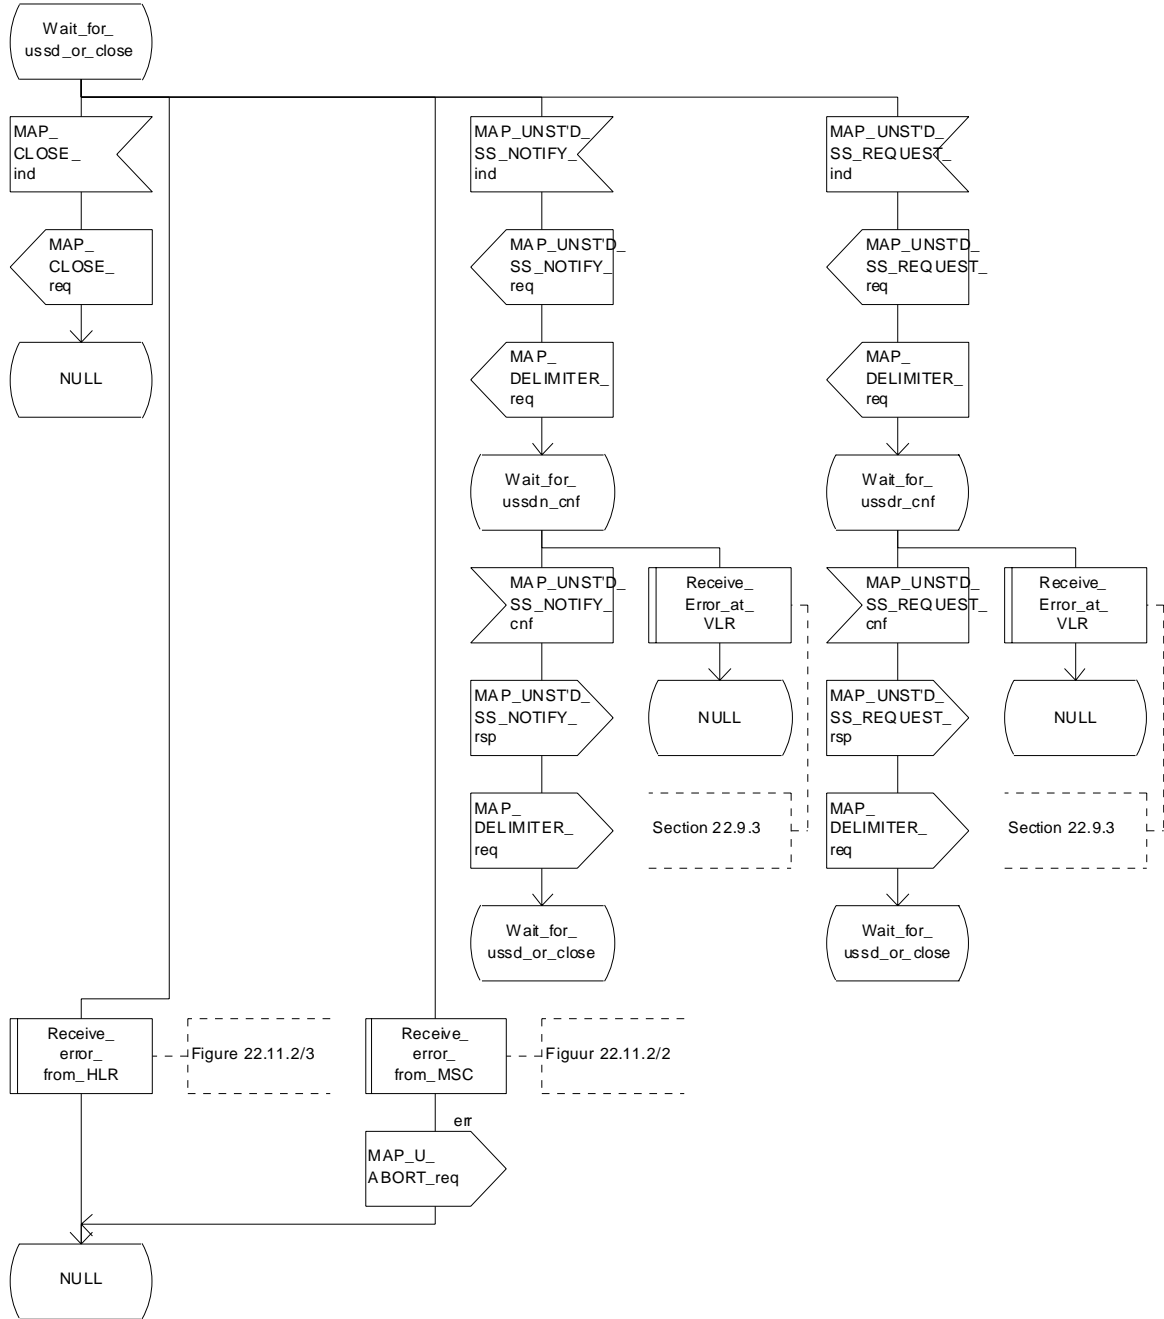 Wait_for_
ussd_or_close
MAP_
CLOSE_
ind
MAP_UNST'D_
SS_NOTIFY_
ind
MAP_UNST'D_
SS_REQUEST_
ind
MAP_
CLOSE_
req
MAP_UNST'D_
SS_NOTIFY_
req
MAP_UNST'D_
SS_REQUEST_
req
NULL
MAP_
DELIMITER_
req
MAP_
DELIMITER_
req
Wait_for_
ussdn_cnf
Wait_for_
ussdr_cnf
MAP_UNST'D_
SS_NOTIFY_
cnf
Receive_
Error_at_
VLR
MAP_UNST'D_
SS_REQUEST_
cnf
Receive_
Error_at_
VLR
MAP_UNST'D_
SS_NOTIFY_
rsp
NULL
MAP_UNST'D_
SS_REQUEST_
rsp
NULL
MAP_
DELIMITER_
req
Section 22.9.3
MAP_
DELIMITER_
req
Section 22.9.3
Wait_for_
ussd_or_close
Wait_for_
ussd_or_close
Receive_
error_
from_HLR
Figure 22.11.2/3
Receive_
error_
from_MSC
Figuur 22.11.2/2
err
MAP_U_
ABORT_req
NULL